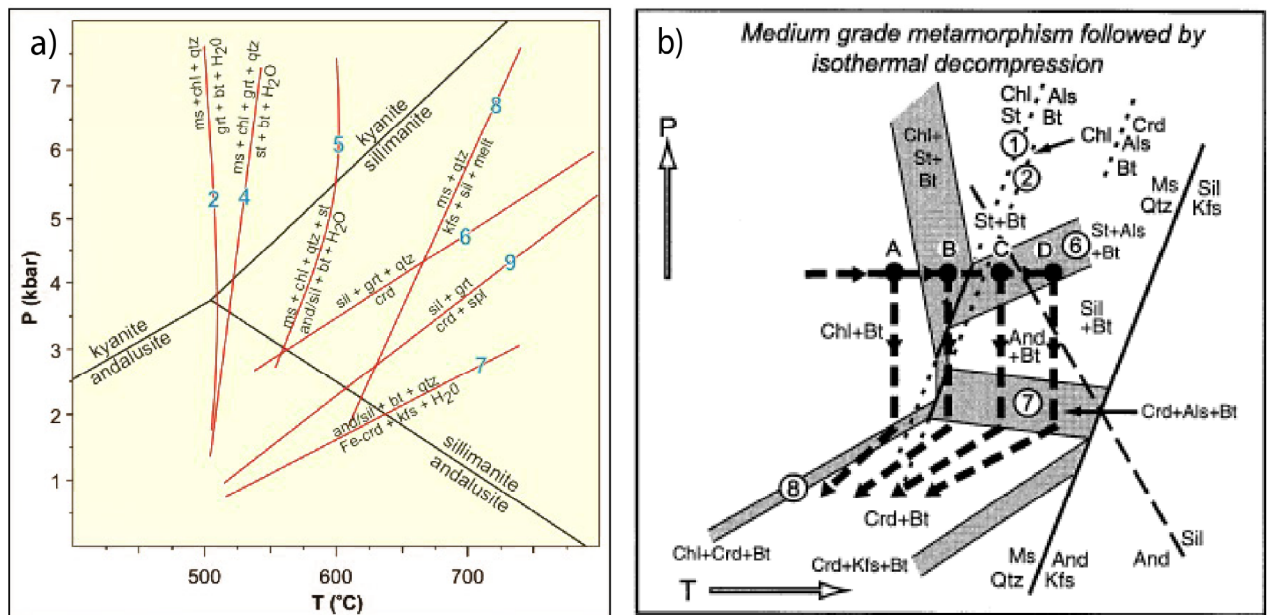 a)
7
6
5
4
3
2
1
P (kbar)
500
600
700
T (°C)
ms +chl + qtz
grt + bt + H20
ms + chl + grt + qtz
st + bt + H2O
ms + chl + qtz + st
and/sil + bt + H2O
ms + qtz
kfs + sil + melt
sil + grt + qtz
crd
sil + grt
crd + spl
and/sil + bt + qtz
Fe-crd + kfs + H20
kyanite
sillimanite
kyanite
andalusite
sillimanite
andalusite
2
4
5
8
6
9
7
b)
Medium grade metamorphism followed by
isothermal decompression
P
T
Chl+
St+
Bt
Chl Als
St Bt
1
2
Chl Crd
Als
Bt
Ms Sil
Qtz Kfs
St+Bt
6
St+Als
+Bt
A B C D
Chl+Bt
And
+Bt
Sil
+Bt
7
Crd+Als+Bt
8
Crd+Bt
Chl+Crd+Bt
Crd+Kfs+Bt
Ms And
Qtz Kfs
And Sil